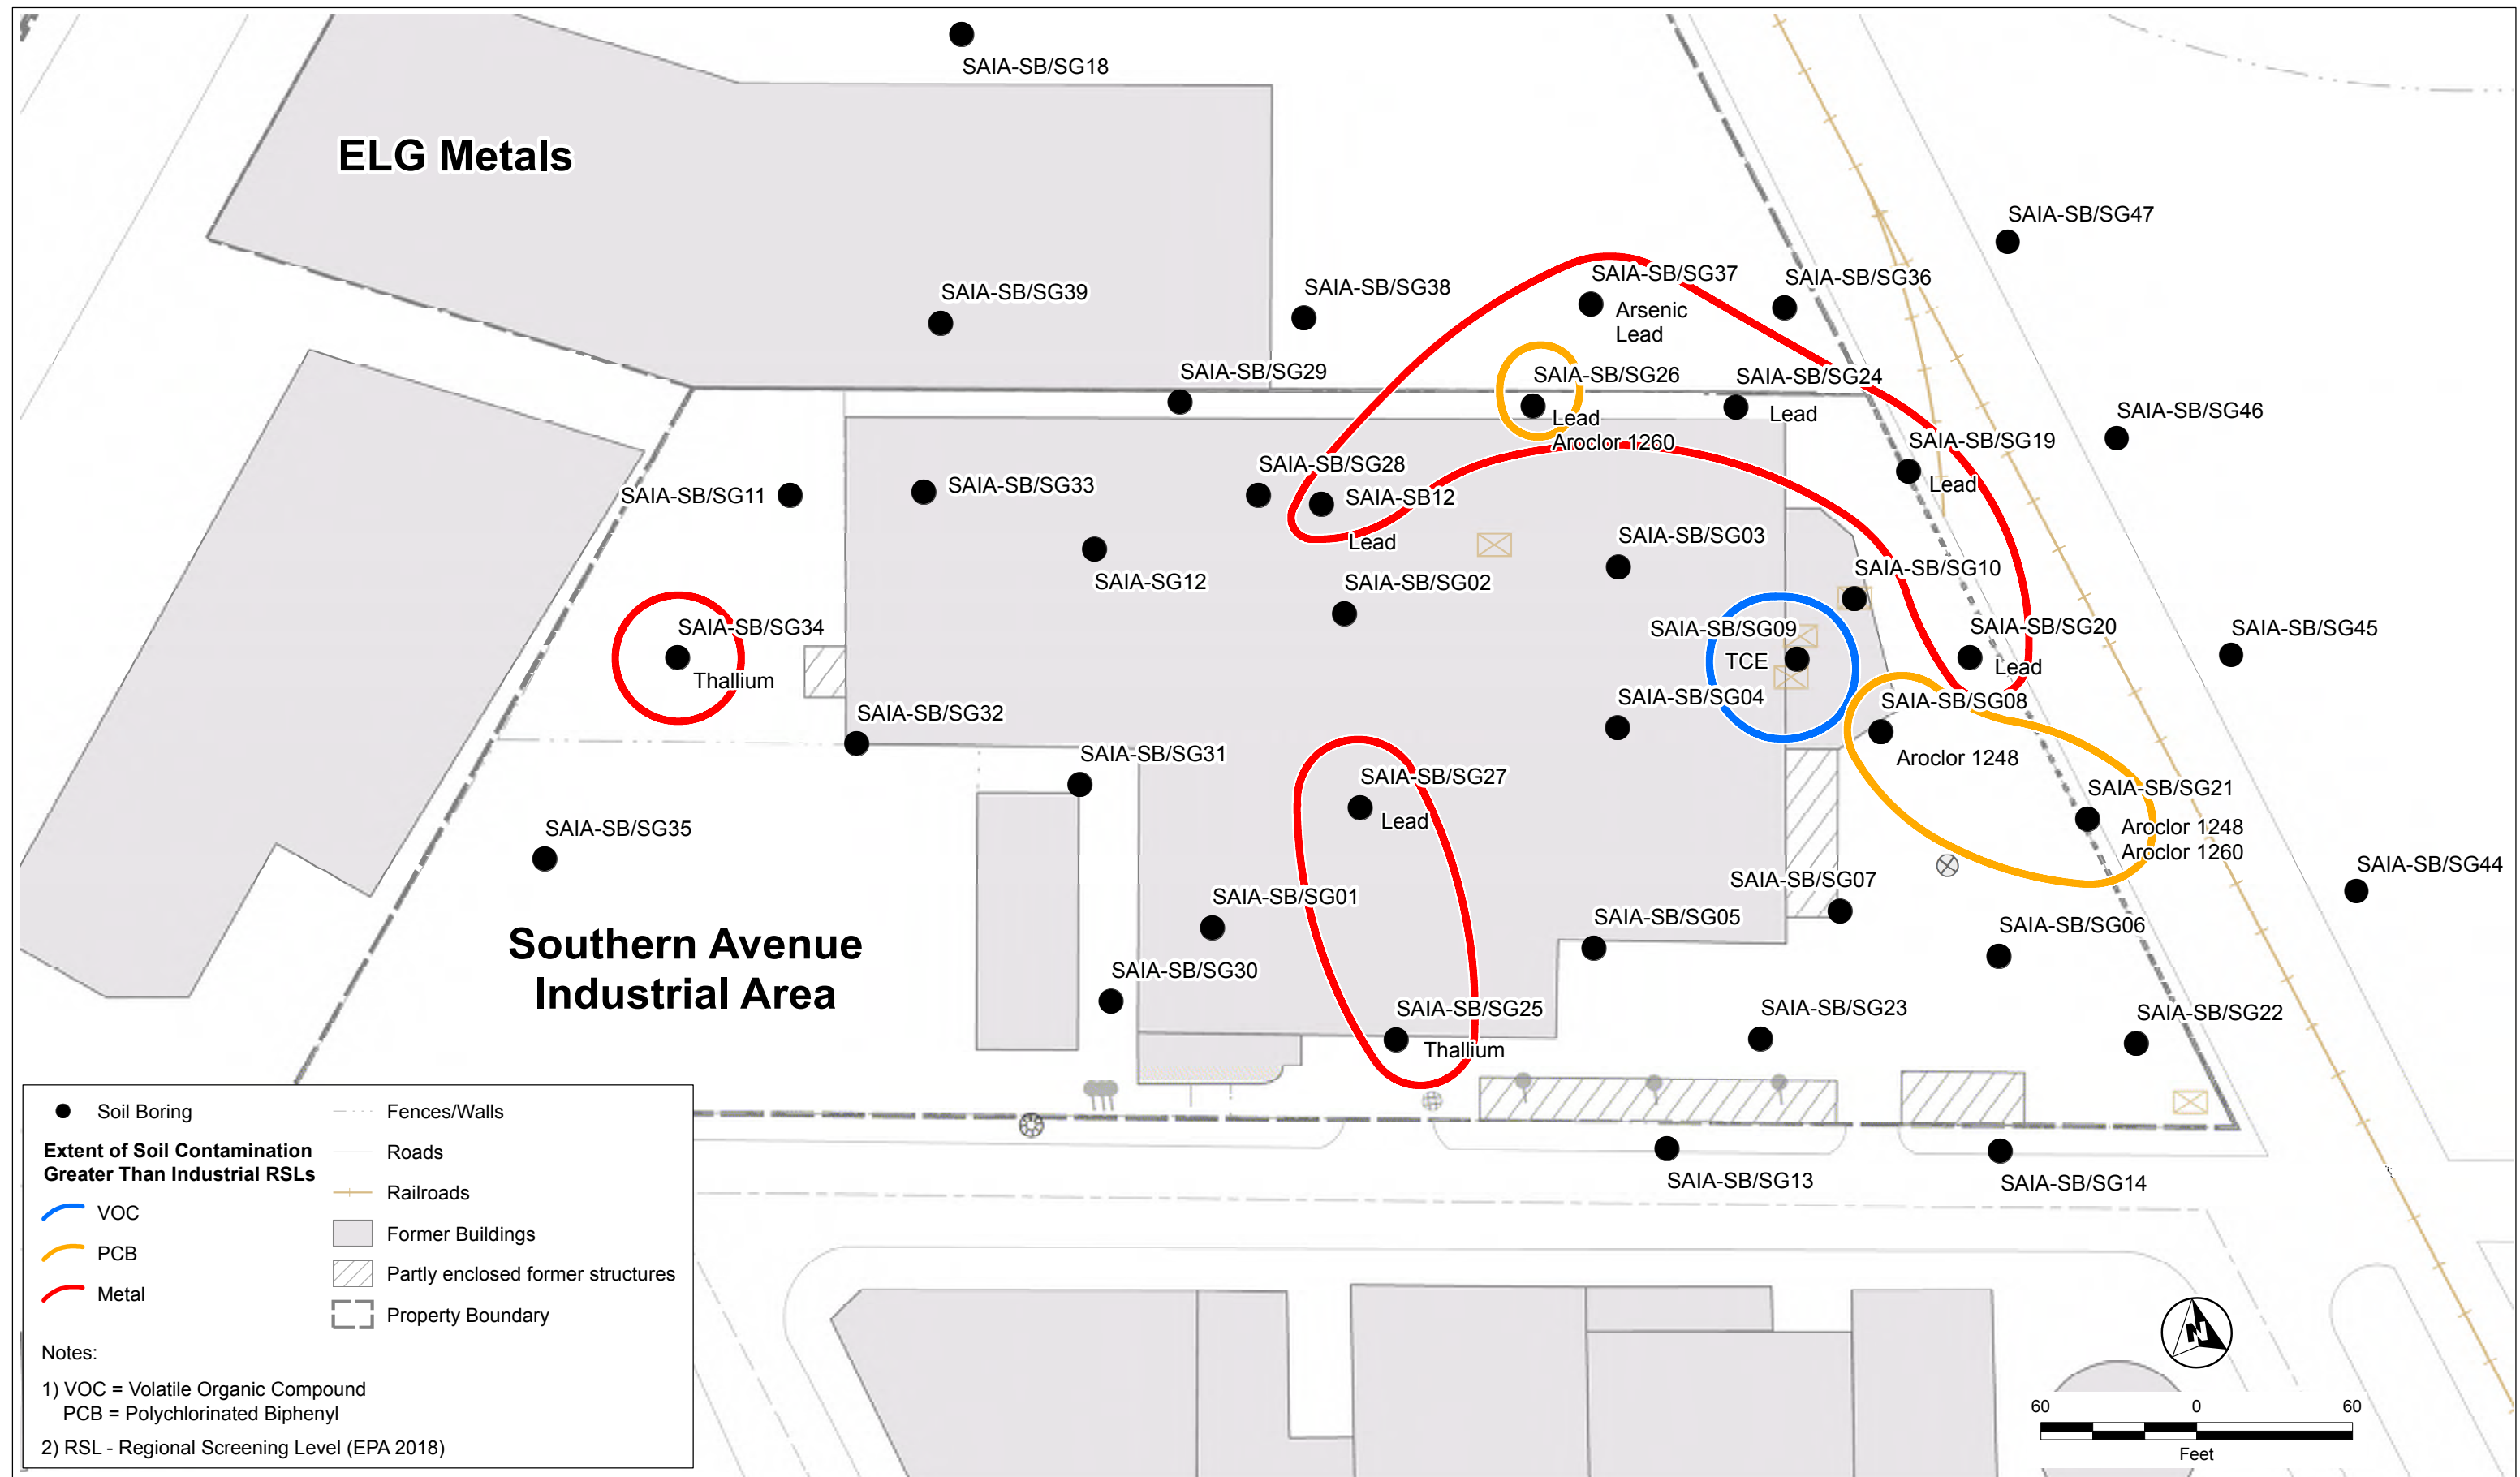 SAIA-SB/SG18
ELG Metals
SAIA-SB/SG47
SAIA-SB/SG37
SAIA-SB/SG36
SAIA-SB/SG39
SAIA-SB/SG38
Arsenic
Lead
SAIA-SB/SG29
SAIA-SB/SG26
SAIA-SB/SG24
Lead
Lead
Aroclor 1260
SAIA-SB/SG46
SAIA-SB/SG19
Lead
SAIA-SB/SG28
SAIA-SB/SG11
SAIA-SB/SG33
SAIA-SB12
Lead
SAIA-SB/SG03
SAIA-SG12
SAIA-SB/SG02
SAIA-SB/SG10
SAIA-SB/SG34
Thallium
SAIA-SB/SG09
TCE
SAIA-SB/SG20
Lead
SAIA-SB/SG45
SAIA-SB/SG04
SAIA-SB/SG08
Aroclor 1248
SAIA-SB/SG32
SAIA-SB/SG31
SAIA-SB/SG27
Lead
SAIA-SB/SG21
Aroclor 1248
Aroclor 1260
SAIA-SB/SG35
SAIA-SB/SG44
SAIA-SB/SG07
SAIA-SB/SG01
SAIA-SB/SG05
SAIA-SB/SG06
Southern Avenue
Industrial Area
SAIA-SB/SG30
SAIA-SB/SG25
Thallium
SAIA-SB/SG23
SAIA-SB/SG22
SAIA-SB/SG13
SAIA-SB/SG14
Soil Boring
Extent of Soil Contamination
Greater Than Industrial RSLs
VOC
PCB
Metal
Fences/Walls
Roads
Railroads
Former Buildings
Partly enclosed former structures
Property Boundary
Notes:
1) VOC = Volatile Organic Compound
PCB = Polychlorinated Biphenyl
2) RSL - Regional Screening Level (EPA 2018)
N
60 0 60
Feet